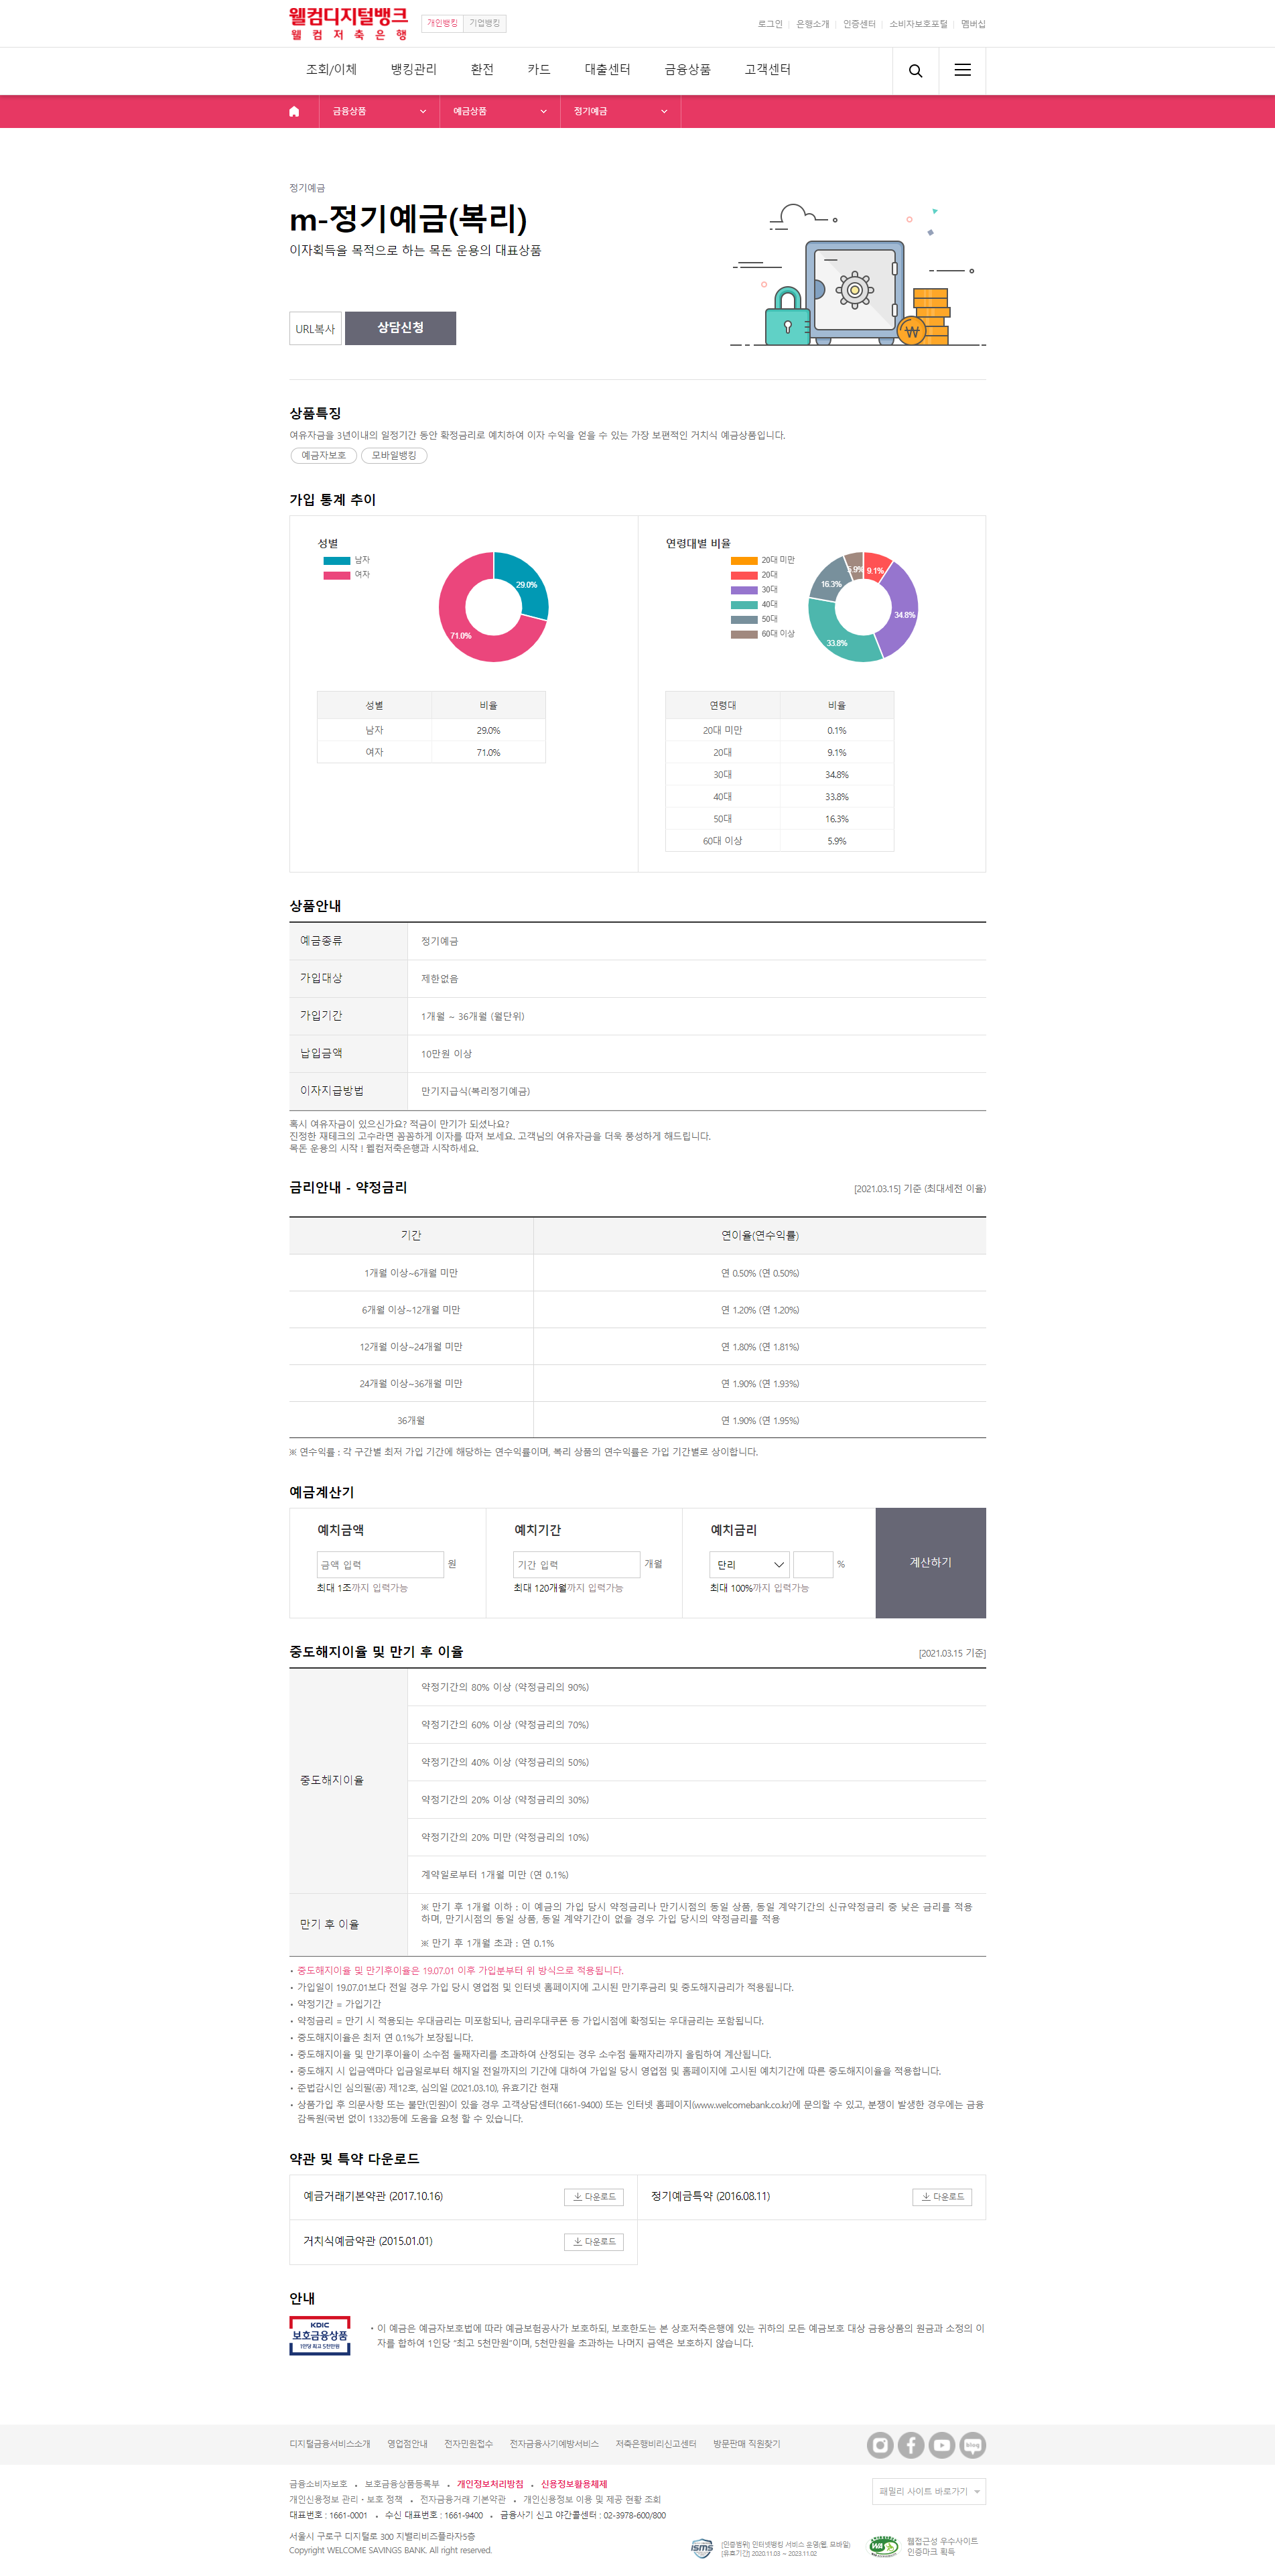 웰컴디지털뱅크
웰컴저축은행
개인뱅킹 기업뱅킹
로그인 은행소개 인증센터 소비자보호포털 멤버십
조회/이체 뱅킹관리 환전 카드 대출센터 금융상품 고객센터
금융상품 예금상품 정기예금
정기예금
m-정기예금(복리)
이자획득을 목적으로 하는 목돈 운용의 대표상품
URL복사 상담신청
상품특징
여유자금을 3년이내의 일정기간 동안 확정금리로 예치하여 이자 수익을 얻을 수 있는 가장 보편적인 거치식 예금상품입니다.
예금자보호 모바일뱅킹
가입 통계 추이
성별
남자
여자
29.0%
71.0%
성별 비율
남자 29.0%
여자 71.0%
연령대별 비율
20대 미만
20대
30대
40대
50대
60대 이상
5.9% 9.1%
16.3%
34.8%
33.8%
연령대 비율
20대 미만 0.1%
20대 9.1%
30대 34.8%
40대 33.8%
50대 16.3%
60대 이상 5.9%
상품안내
예금종류 정기예금
가입대상 제한없음
가입기간 1개월 ~ 36개월 (월단위)
납입금액 10만원 이상
이자지급방법 만기지급식(복리정기예금)
혹시 여유자금이 있으신가요? 적금이 만기가 되셨나요?
진정한 재테크의 고수라면 꼼꼼하게 이자를 따져 보세요. 고객님의 여유자금을 더욱 풍성하게 해드립니다.
목돈 운용의 시작 ! 웰컴저축은행과 시작하세요.
금리안내 - 약정금리 [2021.03.15] 기준 (최대세전 이율)
기간 연이율(연수익률)
1개월 이상~6개월 미만 연 0.50% (연 0.50%)
6개월 이상~12개월 미만 연 1.20% (연 1.20%)
12개월 이상~24개월 미만 연 1.80% (연 1.81%)
24개월 이상~36개월 미만 연 1.90% (연 1.93%)
36개월 연 1.90% (연 1.95%)
※ 연수익률 : 각 구간별 최저 가입 기간에 해당하는 연수익률이며, 복리 상품의 연수익률은 가입 기간별로 상이합니다.
예금계산기
예치금액 예치기간 예치금리
금액 입력 원 기간 입력 개월 단리 % 계산하기
최대 1조까지 입력가능 최대 120개월까지 입력가능 최대 100%까지 입력가능
중도해지이율 및 만기 후 이율 [2021.03.15 기준]
중도해지이율
약정기간의 80% 이상 (약정금리의 90%)
약정기간의 60% 이상 (약정금리의 70%)
약정기간의 40% 이상 (약정금리의 50%)
약정기간의 20% 이상 (약정금리의 30%)
약정기간의 20% 미만 (약정금리의 10%)
계약일로부터 1개월 미만 (연 0.1%)
만기 후 이율
※ 만기 후 1개월 이하 : 이 예금의 가입 당시 약정금리나 만기시점의 동일 상품, 동일 계약기간의 신규약정금리 중 낮은 금리를 적용
하며, 만기시점의 동일 상품, 동일 계약기간이 없을 경우 가입 당시의 약정금리를 적용
※ 만기 후 1개월 초과 : 연 0.1%
• 중도해지이율 및 만기후이율은 19.07.01 이후 가입분부터 위 방식으로 적용됩니다.
• 가입일이 19.07.01보다 전일 경우 가입 당시 영업점 및 인터넷 홈페이지에 고시된 만기후금리 및 중도해지금리가 적용됩니다.
• 약정기간 = 가입기간
• 약정금리 = 만기 시 적용되는 우대금리는 미포함되나, 금리우대쿠폰 등 가입시점에 확정되는 우대금리는 포함됩니다.
• 중도해지이율은 최저 연 0.1%가 보장됩니다.
• 중도해지이율 및 만기후이율이 소수점 둘째자리를 초과하여 산정되는 경우 소수점 둘째자리까지 올림하여 계산됩니다.
• 중도해지 시 입금액마다 입금일로부터 해지일 전일까지의 기간에 대하여 가입일 당시 영업점 및 홈페이지에 고시된 예치기간에 따른 중도해지이율을 적용합니다.
• 준법감시인 심의필(공) 제12호, 심의일 (2021.03.10), 유효기간 현재
• 상품가입 후 의문사항 또는 불만(민원)이 있을 경우 고객상담센터(1661-9400) 또는 인터넷 홈페이지(www.welcomebank.co.kr)에 문의할 수 있고, 분쟁이 발생한 경우에는 금융
감독원(국번 없이 1332)등에 도움을 요청 할 수 있습니다.
약관 및 특약 다운로드
예금거래기본약관 (2017.10.16) 다운로드 정기예금특약 (2016.08.11) 다운로드
거치식예금약관 (2015.01.01) 다운로드
안내
KDIC
보호금융상품
1인당 최고 5천만원
• 이 예금은 예금자보호법에 따라 예금보험공사가 보호하되, 보호한도는 본 상호저축은행에 있는 귀하의 모든 예금보호 대상 금융상품의 원금과 소정의 이
자를 합하여 1인당 “최고 5천만원”이며, 5천만원을 초과하는 나머지 금액은 보호하지 않습니다.
디지털금융서비스소개 영업점안내 전자민원접수 전자금융사기예방서비스 저축은행비리신고센터 방문판매 직원찾기
blog
금융소비자보호 • 보호금융상품등록부 • 개인정보처리방침 • 신용정보활용체제
개인신용정보 관리・보호 정책 • 전자금융거래 기본약관 • 개인신용정보 이용 및 제공 현황 조회
대표번호 : 1661-0001 • 수신 대표번호 : 1661-9400 • 금융사기 신고 야간콜센터 : 02-3978-600/800
패밀리 사이트 바로가기
서울시 구로구 디지털로 300 지밸리비즈플라자5층
Copyright WELCOME SAVINGS BANK. All right reserved.
isms
[인증범위] 인터넷뱅킹 서비스 운영(웹, 모바일)
[유효기간] 2020.11.03 ~ 2023.11.02
웹접근성 우수사이트
인증마크 획득